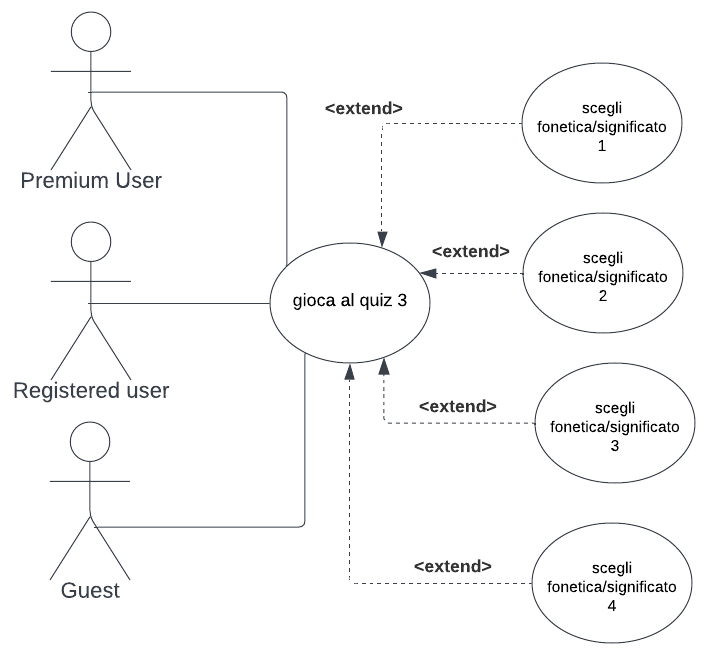 Premium User
<extend>
scegli
fonetica/significato
1
Registered user
gioca al quiz 3
<extend>
scegli
fonetica/significato
2
<extend>
scegli
fonetica/significato
3
Guest
<extend>
scegli
fonetica/significato
4